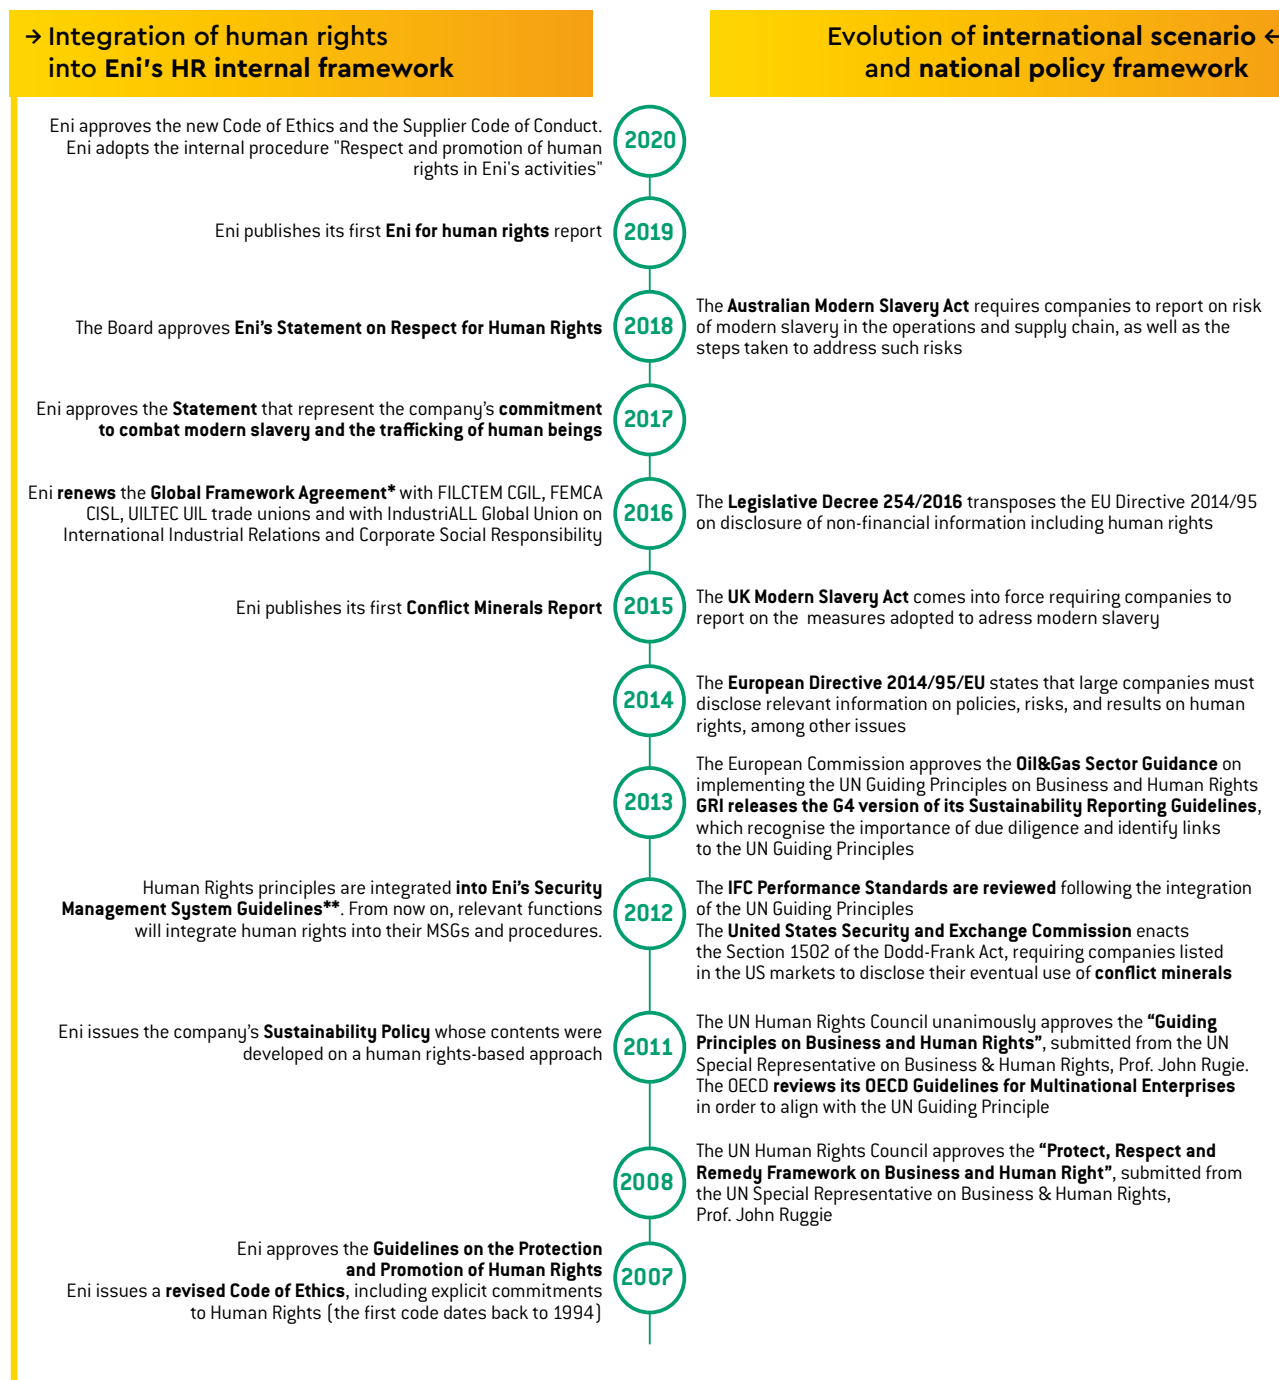 → Integration of human rights
into Eni's HR internal framework
Evolution of international scenario ←
and national policy framework
Eni approves the new Code of Ethics and the Supplier Code of Conduct.
Eni adopts the internal procedure "Respect and promotion of human
rights in Eni's activities"
2020
Eni publishes its first Eni for human rights report
2019
The Board approves Eni’s Statement on Respect for Human Rights
2018
The Australian Modern Slavery Act requires companies to report on risk
of modern slavery in the operations and supply chain, as well as the
steps taken to address such risks
Eni approves the Statement that represent the company’s commitment
to combat modern slavery and the trafficking of human beings
2017
Eni renews the Global Framework Agreement* with FILCTEM CGIL, FEMCA
CISL, UILTEC UIL trade unions and with IndustriALL Global Union on
International Industrial Relations and Corporate Social Responsibility
2016
The Legislative Decree 254/2016 transposes the EU Directive 2014/95
on disclosure of non-financial information including human rights
Eni publishes its first Conflict Minerals Report
2015
The UK Modern Slavery Act comes into force requiring companies to
report on the measures adopted to adress modern slavery
2014
The European Directive 2014/95/EU states that large companies must
disclose relevant information on policies, risks, and results on human
rights, among other issues
2013
The European Commission approves the Oil&Gas Sector Guidance on
implementing the UN Guiding Principles on Business and Human Rights
GRI releases the G4 version of its Sustainability Reporting Guidelines,
which recognise the importance of due diligence and identify links
to the UN Guiding Principles
Human Rights principles are integrated into Eni’s Security
Management System Guidelines**. From now on, relevant functions
will integrate human rights into their MSGs and procedures.
2012
The IFC Performance Standards are reviewed following the integration
of the UN Guiding Principles
The United States Security and Exchange Commission enacts
the Section 1502 of the Dodd-Frank Act, requiring companies listed
in the US markets to disclose their eventual use of conflict minerals
Eni issues the company’s Sustainability Policy whose contents were
developed on a human rights-based approach
2011
The UN Human Rights Council unanimously approves the “Guiding
Principles on Business and Human Rights”, submitted from the UN
Special Representative on Business & Human Rights, Prof. John Rugie.
The OECD reviews its OECD Guidelines for Multinational Enterprises
in order to align with the UN Guiding Principle
2008
The UN Human Rights Council approves the “Protect, Respect and
Remedy Framework on Business and Human Right”, submitted from
the UN Special Representative on Business & Human Rights,
Prof. John Ruggie
Eni approves the Guidelines on the Protection
and Promotion of Human Rights
Eni issues a revised Code of Ethics, including explicit commitments
to Human Rights (the first code dates back to 1994)
2007